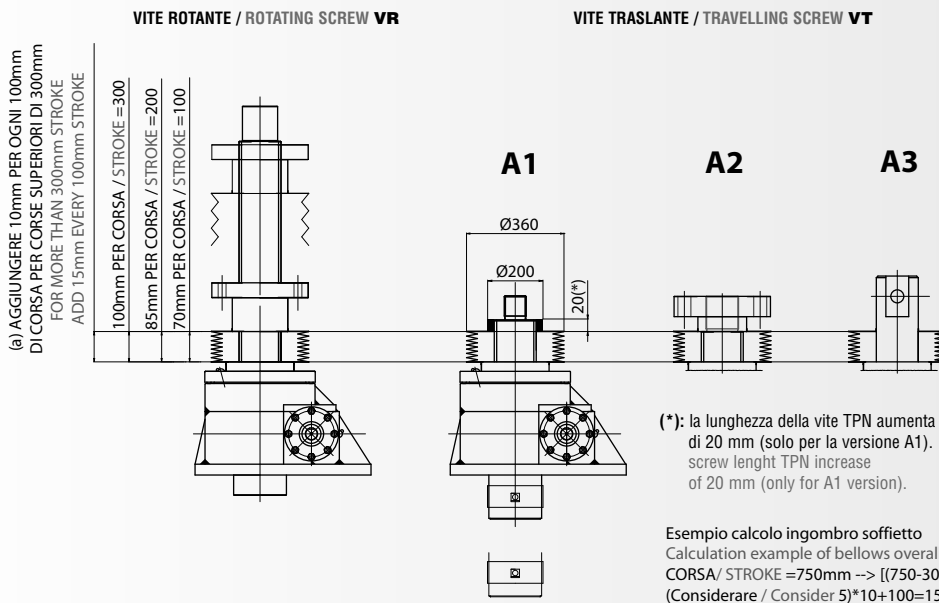 VITE ROTANTE / ROTATING SCREW VR
VITE TRASLANTE / TRAVELLING SCREW VT
(a) AGGIUNGERE 10mm PER OGNI 100mm
DI CORSA PER CORSE SUPERIORI DI 300mm
FOR MORE THAN 300mm STROKE
ADD 15mm EVERY 100mm STROKE
100mm PER CORSA / STROKE =300
85mm PER CORSA / STROKE =200
70mm PER CORSA / STROKE =100
A1
A2
A3
Ø360
Ø200
20(*)
(*): la lunghezza della vite TPN aumenta
di 20 mm (solo per la versione A1).
screw lenght TPN increase
of 20 mm (only for A1 version).
Esempio calcolo ingombro soffietto
Calculation example of bellows overal
CORSA/ STROKE =750mm --> [(750-30
(Considerare / Consider 5)*10+100=15